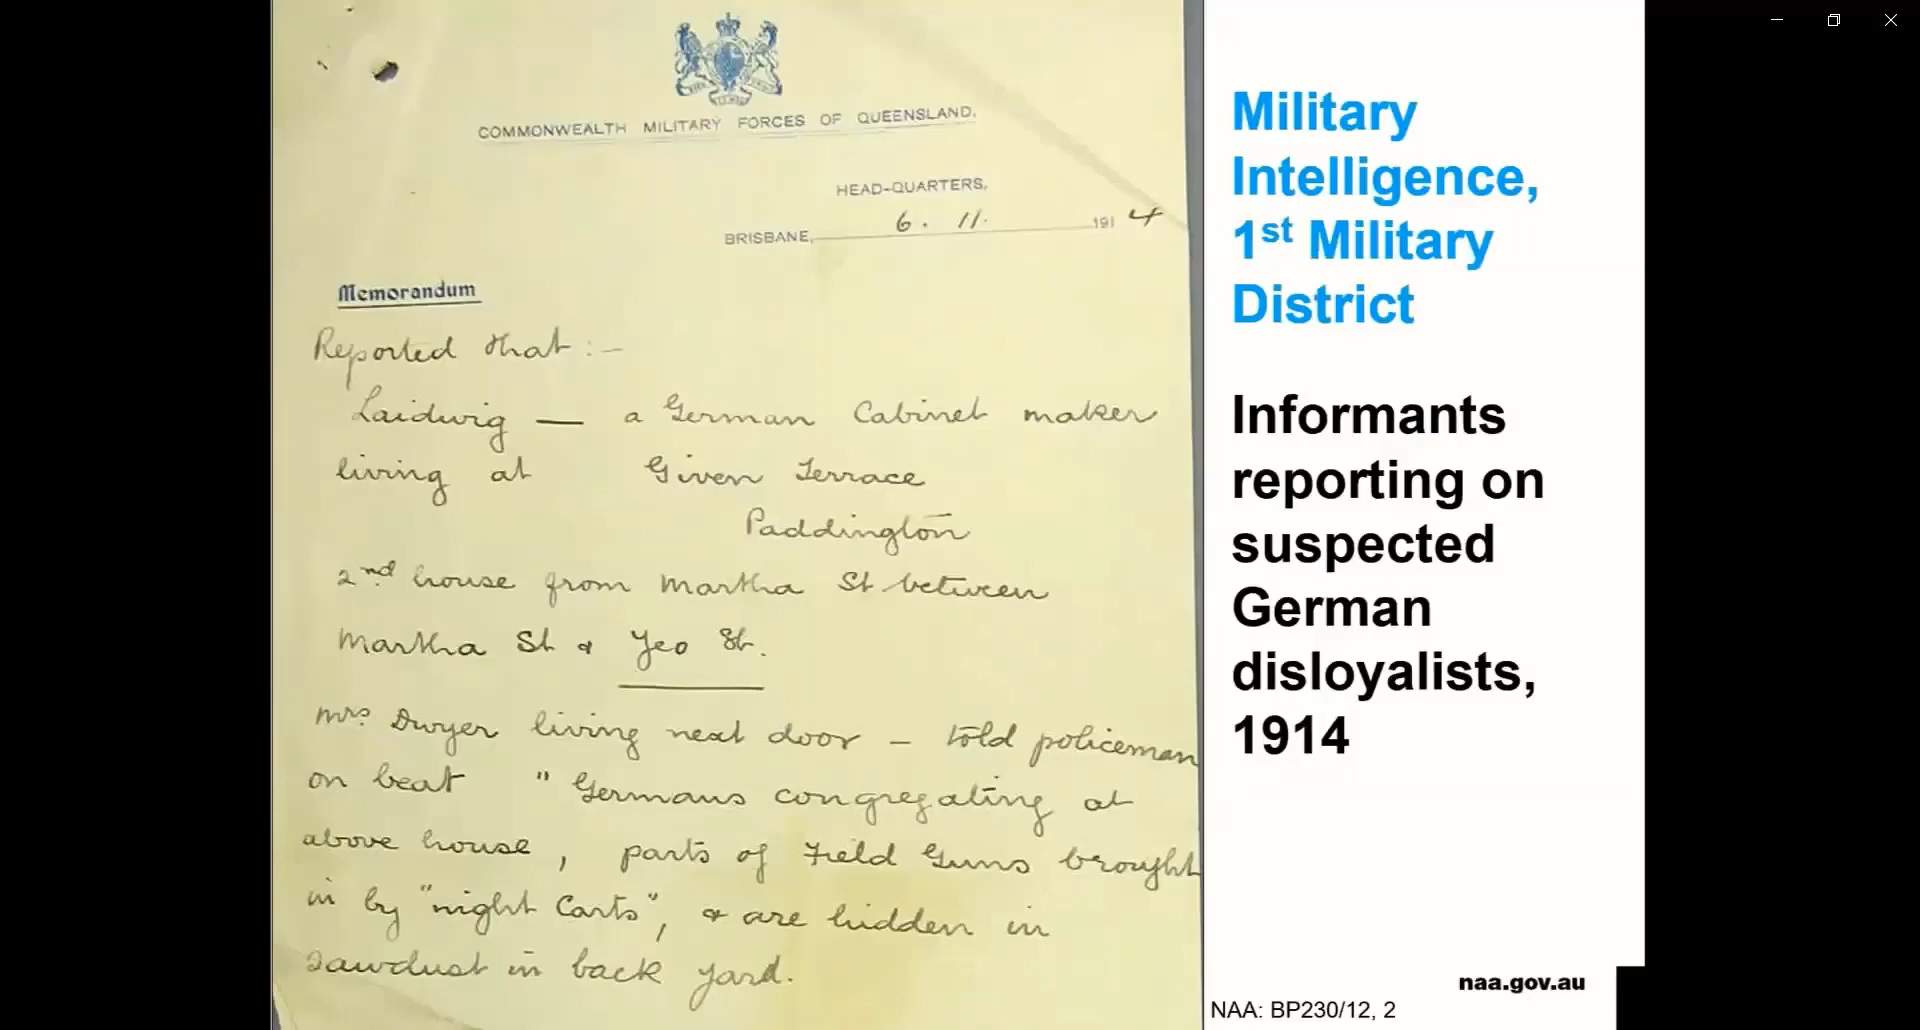 COMMONWEALTH MILITARY FORCES OF QUEENSLAND.
HEAD-QUARTERS,
BRISBANE, 6. 11. 1914
Memorandum
Reported that :-
Laidwig — a German Cabinet maker
living at Given Terrace
Paddington
2nd house from Martha St between
Martha St & Yeo St.
Mrs Dwyer living next door - told policeman
on beat "Germans congregating at
above house, parts of Field Guns brought
in by "night Carts", & are hidden in
sawdust in back yard.
Military
Intelligence,
1st Military
District
Informants
reporting on
suspected
German
disloyalists,
1914
naa.gov.au
NAA: BP230/12, 2